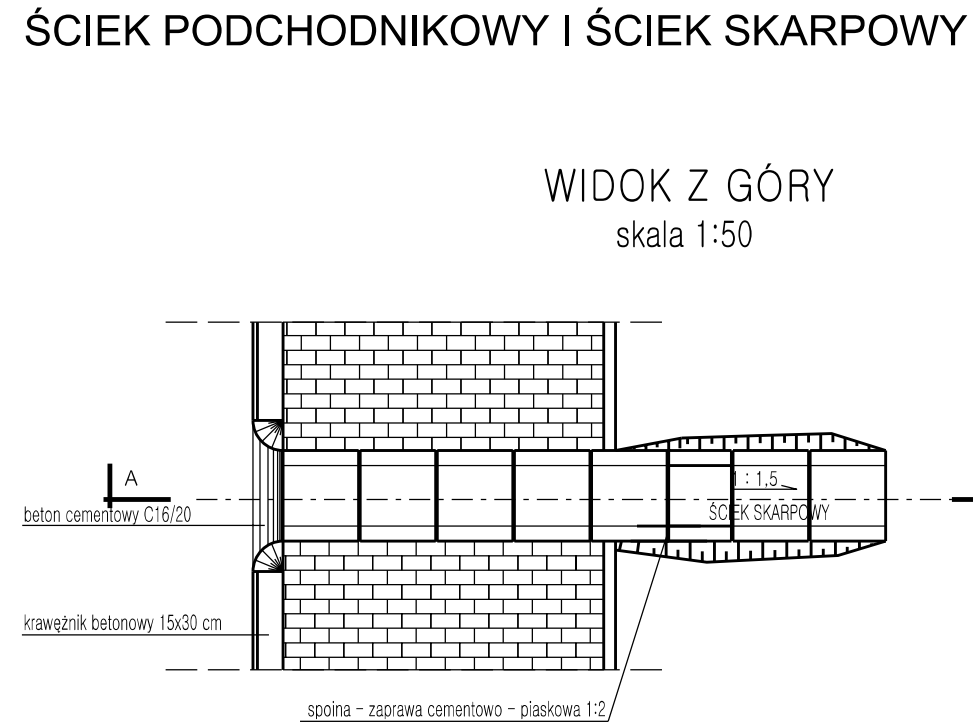 ŚCIEK PODCHODNIKOWY I ŚCIEK SKARPOWY
WIDOK Z GÓRY
skala 1:50
A
1 : 1,5
beton cementowy C16/20
ŚCIEK SKARPOWY
krawężnik betonowy 15x30 cm
spoina - zaprawa cementowo - piaskowa 1:2